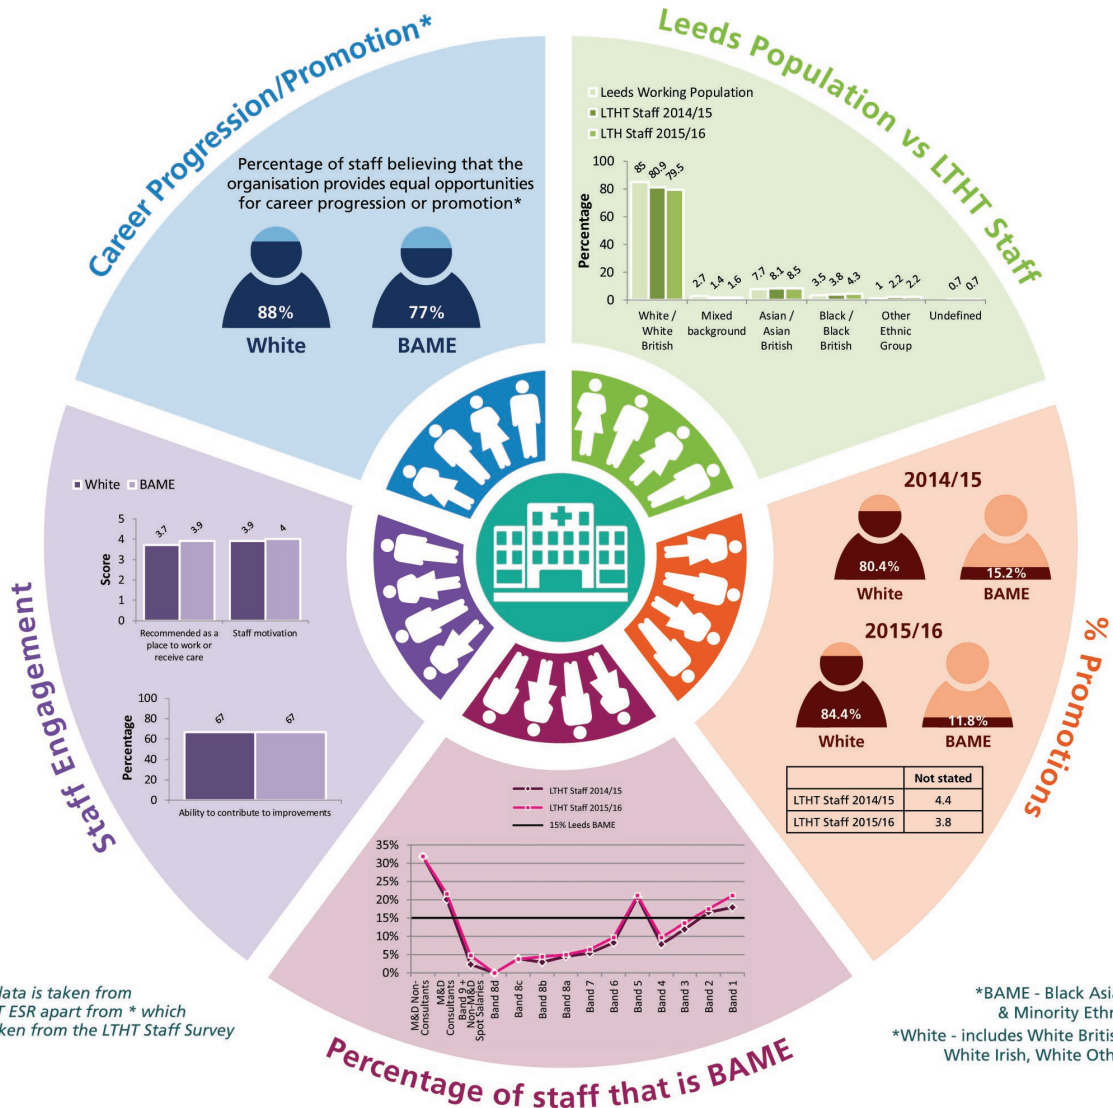 Career Progression/Promotion*
Percentage of staff believing that the
organisation provides equal opportunities
for career progression or promotion*
88%
White
77%
BAME
Leeds Population vs LTHT Staff
Leeds Working Population
LTHT Staff 2014/15
LTH Staff 2015/16
Percentage
100
80
60
40
20
0
85 80.9 79.5
2.7 1.4 1.6
7.7 8.1 8.5
3.5 3.8 4.3
1 2.2 2.2
0.7 0.7
White /
White
British
Mixed
background
Asian /
Asian
British
Black /
Black
British
Other
Ethnic
Group
Undefined
% Promotions
2014/15
80.4%
White
15.2%
BAME
2015/16
84.4%
White
11.8%
BAME
Not stated
LTHT Staff 2014/15 4.4
LTHT Staff 2015/16 3.8
Staff Engagement
White BAME
Score
5
4
3
2
1
0
3.7 3.9 3.9 4
Recommended as a
place to work or
receive care
Staff motivation
Percentage
100
80
60
40
20
0
67 67
Ability to contribute to improvements
LTHT Staff 2014/15
LTHT Staff 2015/16
15% Leeds BAME
35%
30%
25%
20%
15%
10%
5%
0%
M&D Non-
Consultants
M&D
Consultants
Band 9 +
Non-M&D
Spot Salaries
Band 8d
Band 8c
Band 8b
Band 8a
Band 7
Band 6
Band 5
Band 4
Band 3
Band 2
Band 1
Percentage of staff that is BAME
data is taken from
ESR apart from * which
taken from the LTHT Staff Survey
*BAME - Black Asia
& Minority Ethn
*White - includes White Britis
White Irish, White Oth